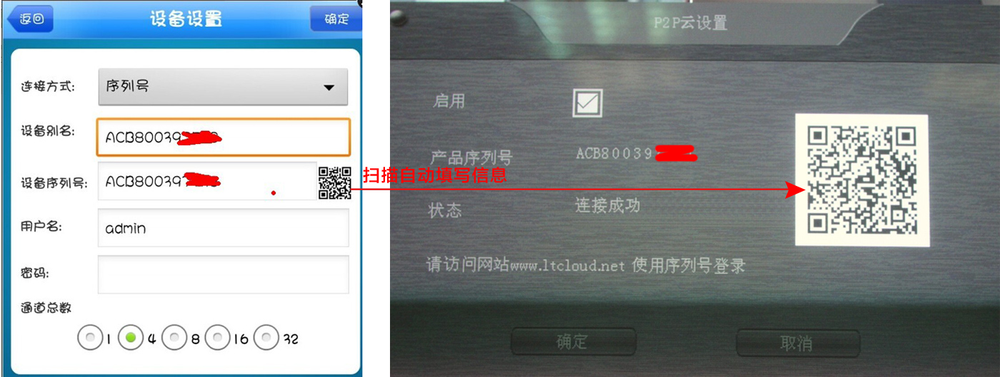 返回
设备设置
确定
连接方式:
序列号
设备别名:
ACB80039
设备序列号:
ACB80039
用户名:
admin
密码:
通道总数
1 4 8 16 32
扫描自动填写信息
P2P云设置
启用
产品序列号
ACB80039
状态
连接成功
请访问网站www.ltcloud.net 使用序列号登录
确定
取消